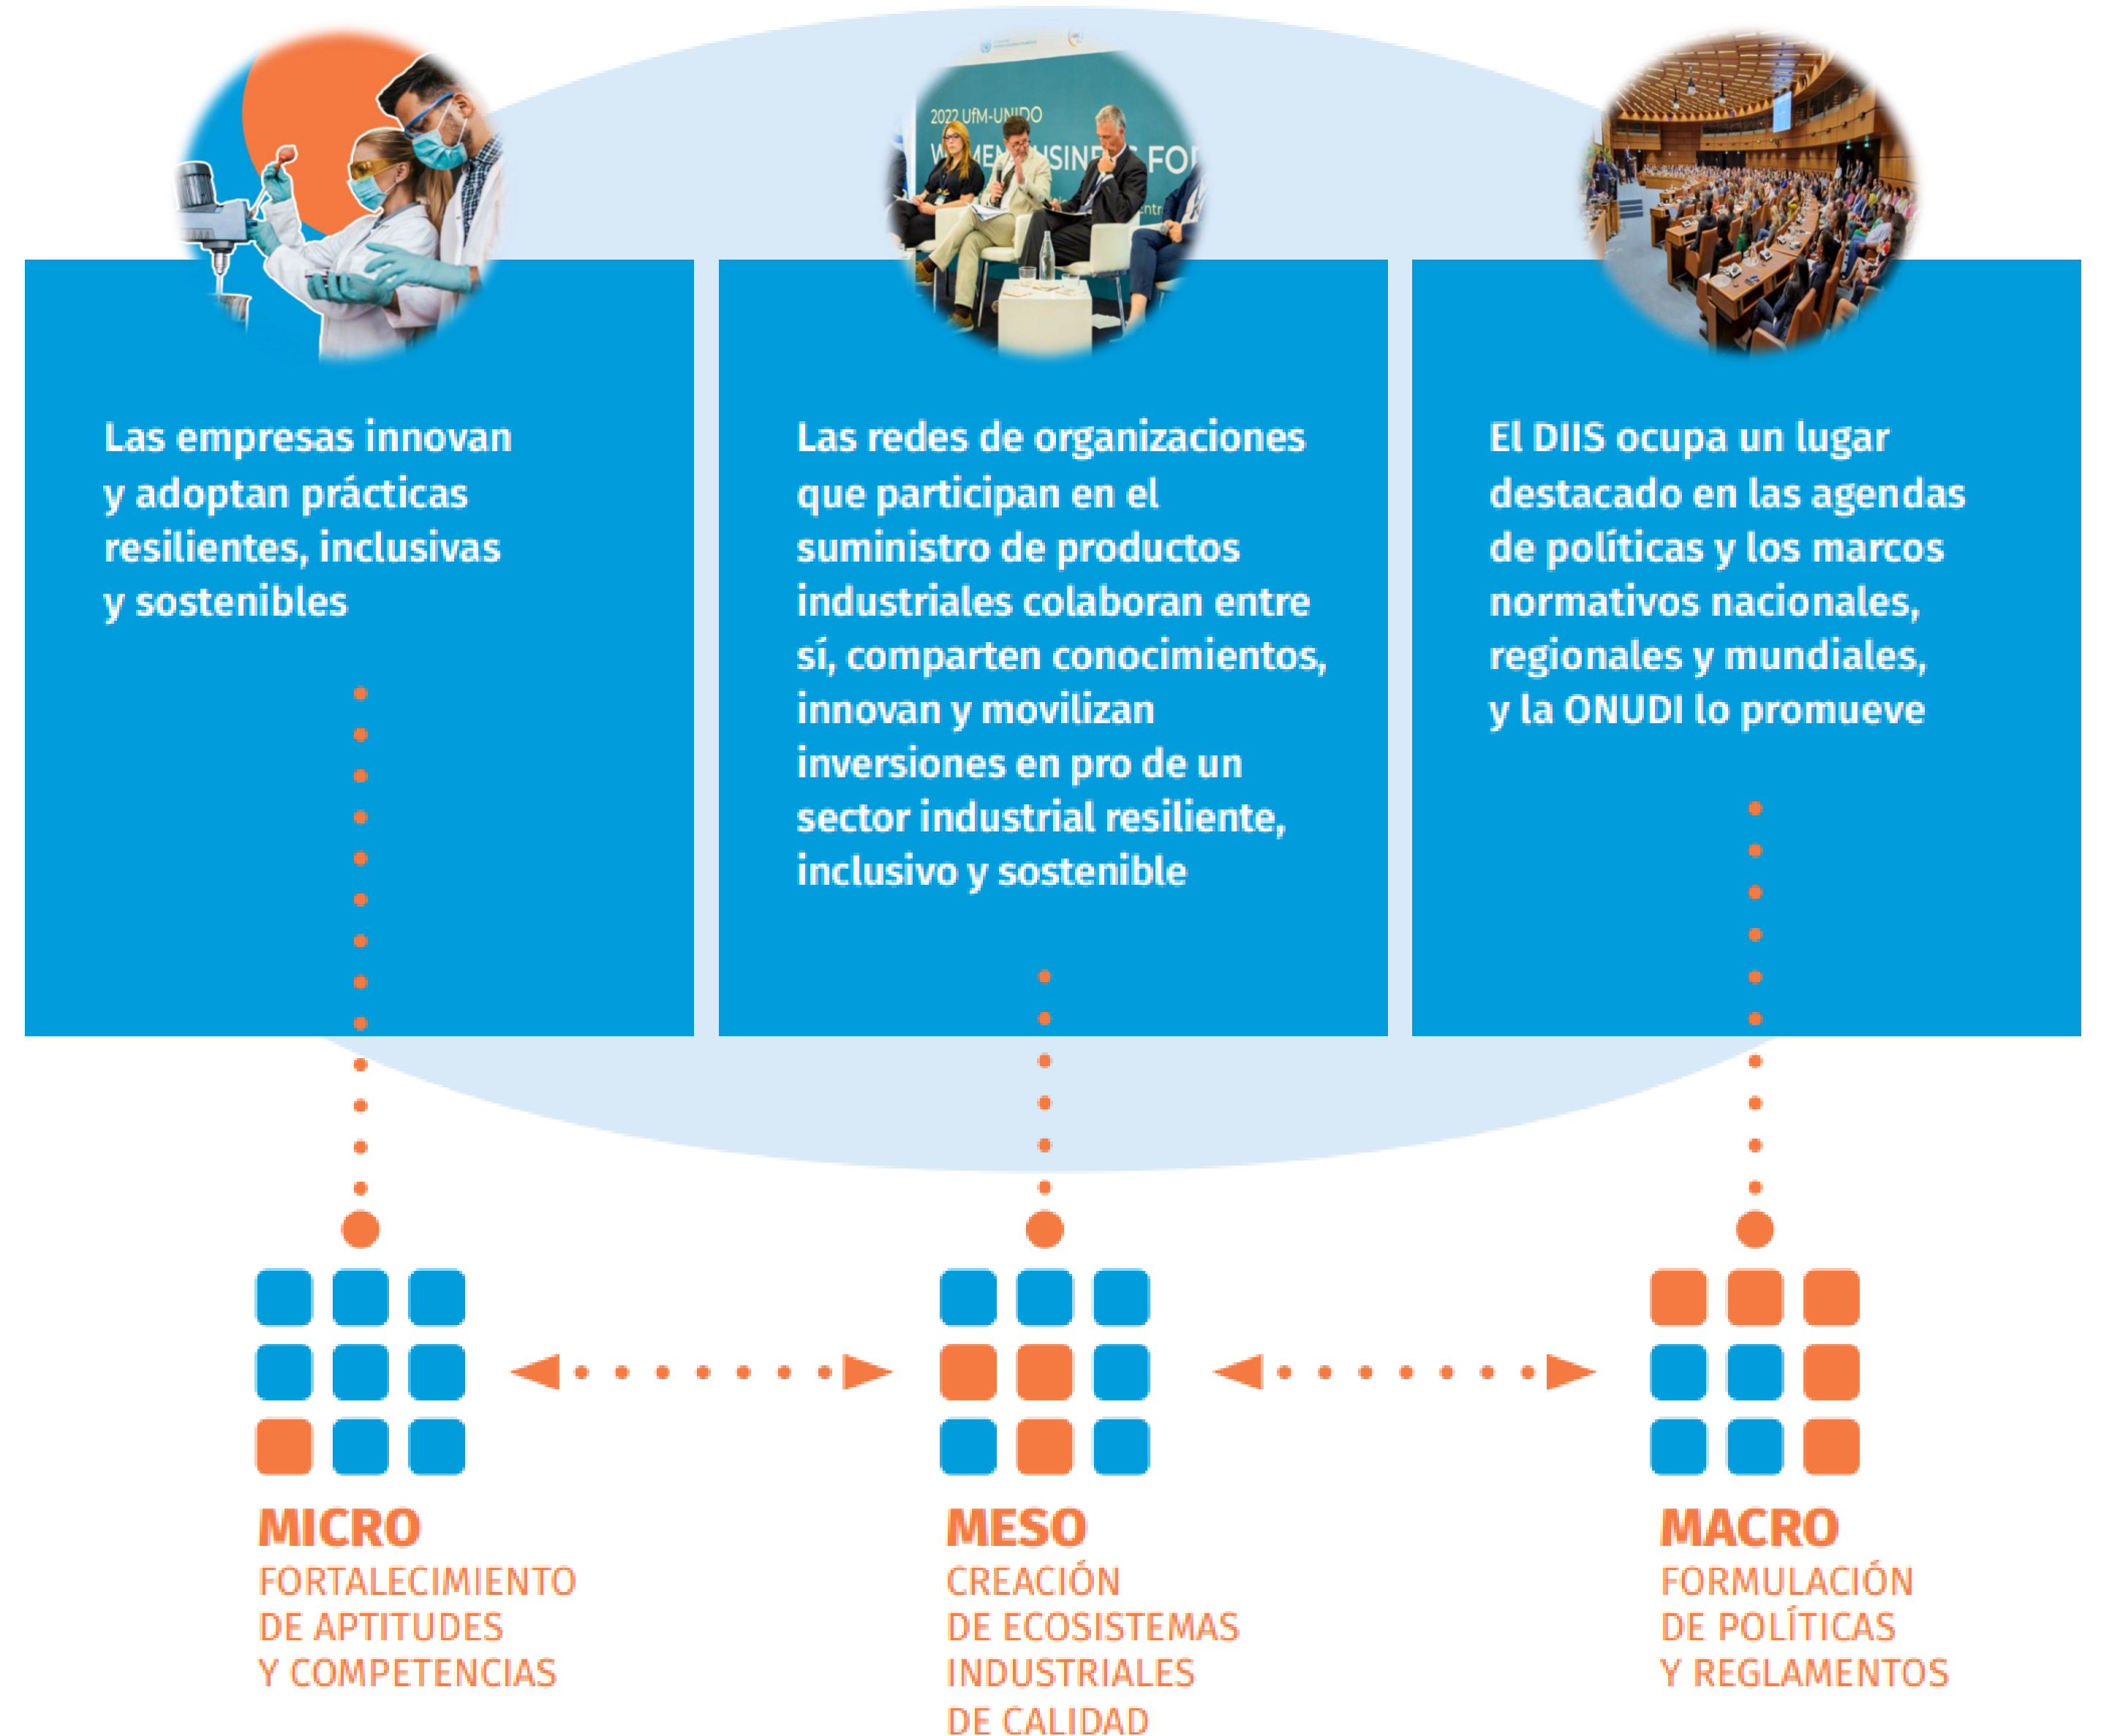 2022 UfM-UNIDO
FO
Las empresas innovan
y adoptan prácticas
resilientes, inclusivas
y sostenibles
Las redes de organizaciones
que participan en el
suministro de productos
industriales colaboran entre
sí, comparten conocimientos,
innovan y movilizan
inversiones en pro de un
sector industrial resiliente,
inclusivo y sostenible
El DIIS ocupa un lugar
destacado en las agendas
de políticas y los marcos
normativos nacionales,
regionales y mundiales,
y la ONUDI lo promueve
MICRO
FORTALECIMIENTO
DE APTITUDES
Y COMPETENCIAS
MESO
CREACIÓN
DE ECOSISTEMAS
INDUSTRIALES
DE CALIDAD
MACRO
FORMULACIÓN
DE POLÍTICAS
Y REGLAMENTOS